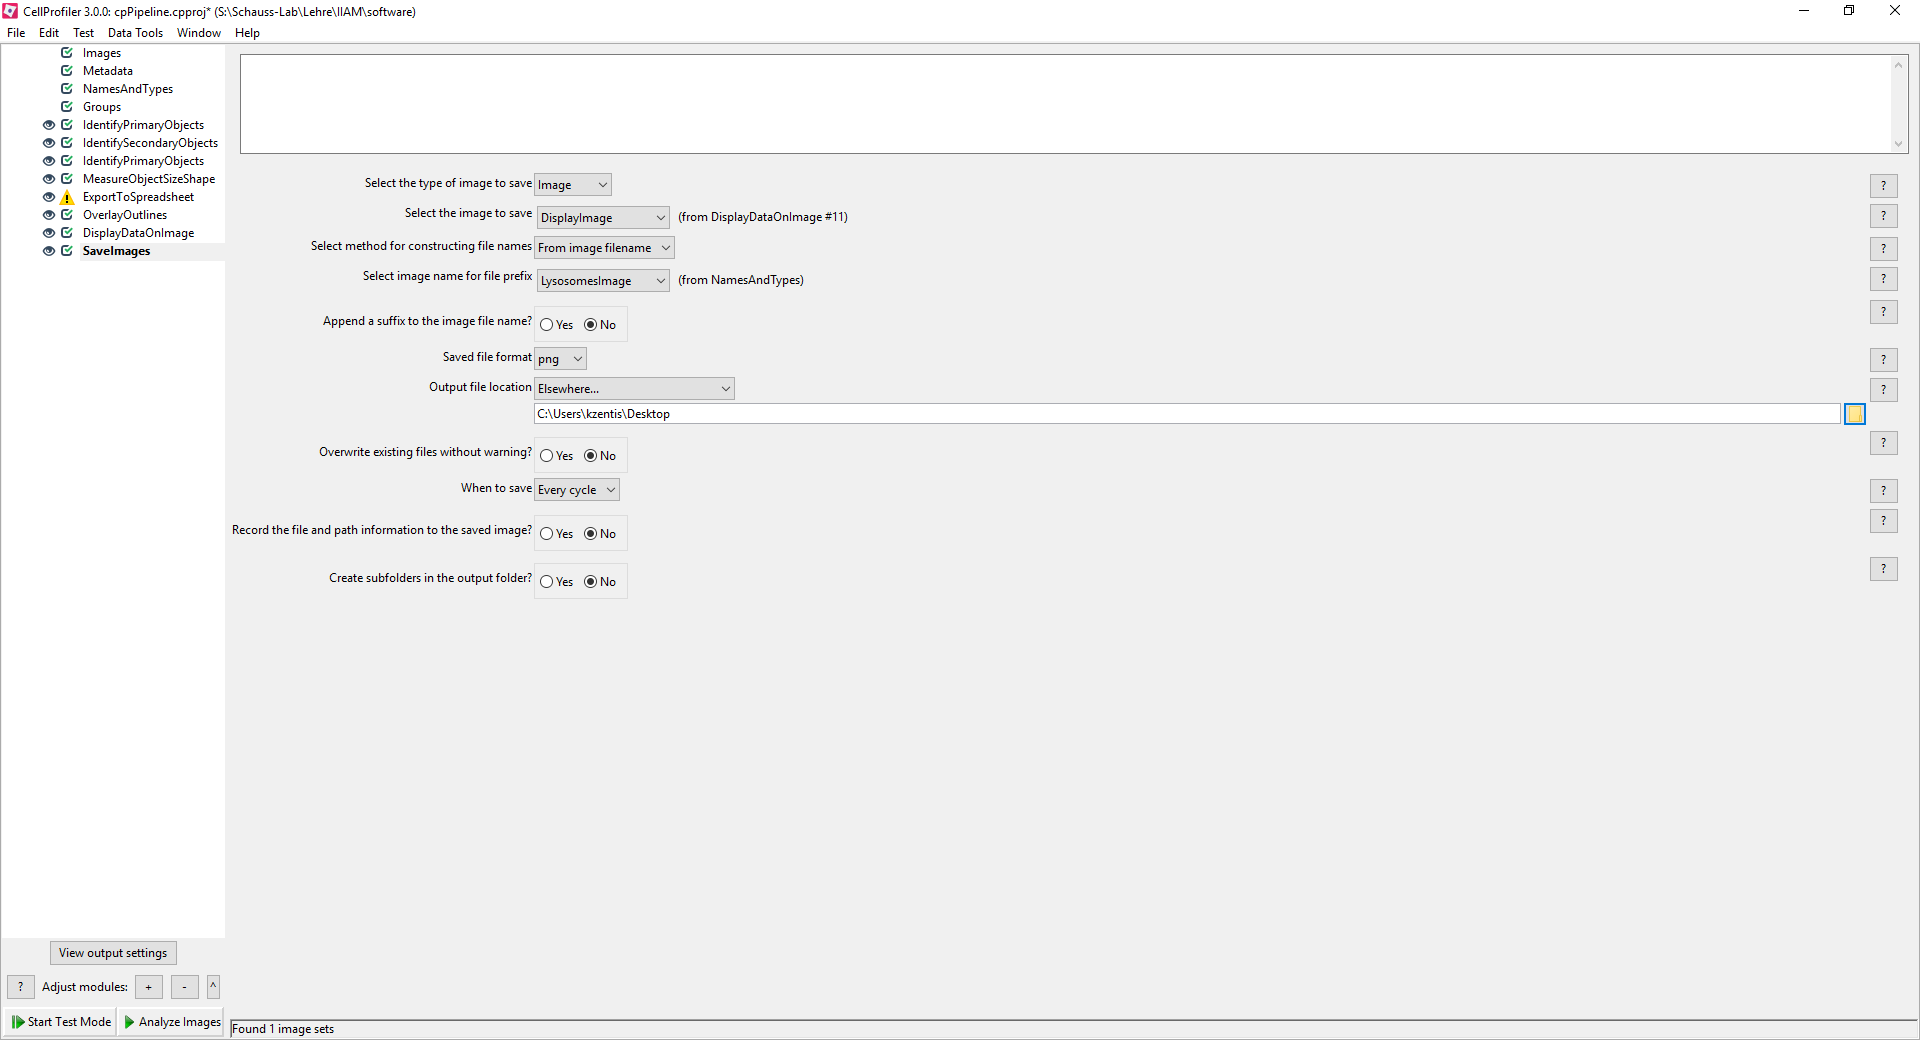 CellProfiler 3.0.0: cpPipeline.cpproj* (S:\Schauss-Lab\Lehre\IIAM\software)
File Edit Test Data Tools Window Help
Images
Metadata
NamesAndTypes
Groups
IdentifyPrimaryObjects
IdentifySecondaryObjects
IdentifyPrimaryObjects
MeasureObjectSizeShape
ExportToSpreadsheet
OverlayOutlines
DisplayDataOnImage
SaveImages
Select the type of image to save Image ?
Select the image to save DisplayImage (from DisplayDataOnImage #11) ?
Select method for constructing file names From image filename ?
Select image name for file prefix LysosomesImage (from NamesAndTypes) ?
Append a suffix to the image file name? Yes No ?
Saved file format png ?
Output file location Elsewhere... ?
C:\Users\kzentis\Desktop
Overwrite existing files without warning? Yes No ?
When to save Every cycle ?
Record the file and path information to the saved image? Yes No ?
Create subfolders in the output folder? Yes No ?
View output settings
? Adjust modules: + - ^
Start Test Mode Analyze Images
Found 1 image sets